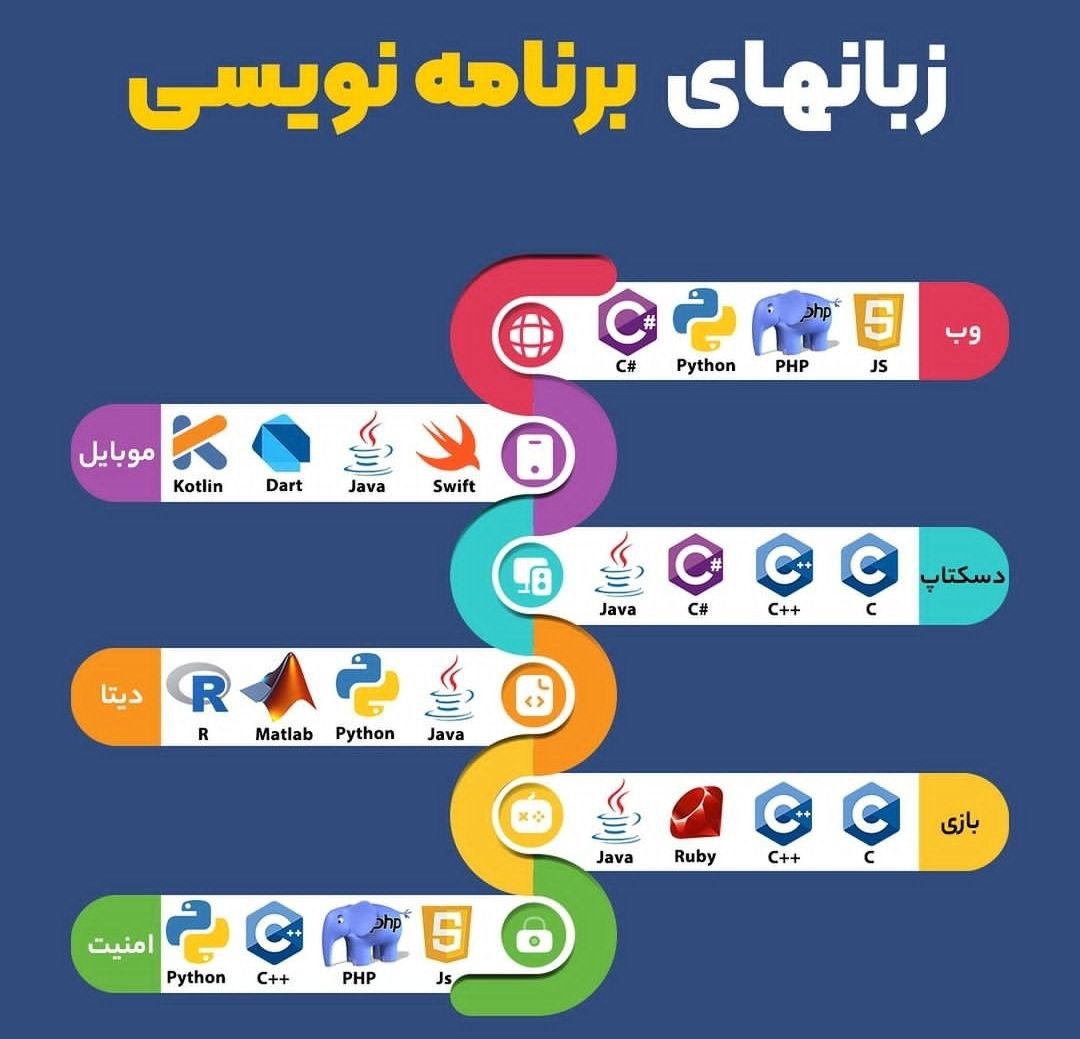 زبانهای برنامه نویسی
وب
JS PHP Python C#
موبایل
Kotlin Dart Java Swift
دسکتاپ
C C++ C# Java
دیتا
R Matlab Python Java
بازی
C C++ Ruby Java
امنیت
Python C++ PHP Js